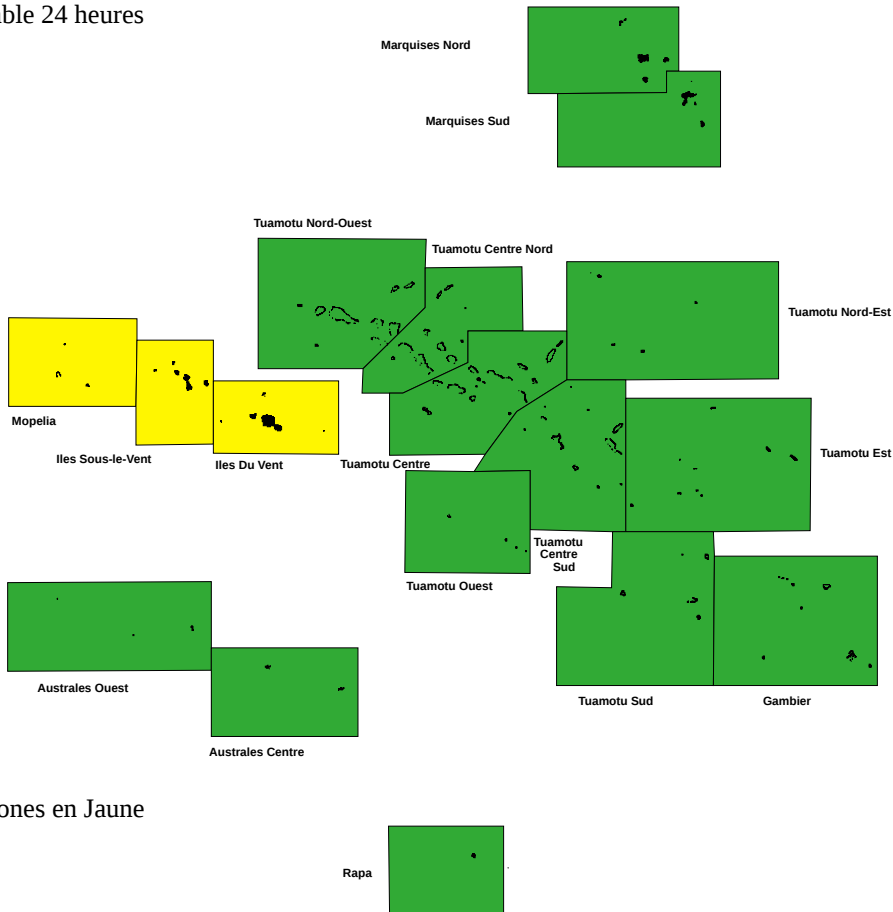 24 heures
Marquises Nord
Marquises Sud
Tuamotu Nord-Ouest
Tuamotu Centre Nord
Tuamotu Nord-Est
Mopelia
Iles Sous-le-Vent
Iles Du Vent
Tuamotu Centre
Tuamotu Est
Tuamotu
Centre
Sud
Tuamotu Ouest
Australes Ouest
Tuamotu Sud
Gambier
Australes Centre
en Jaune
Rapa